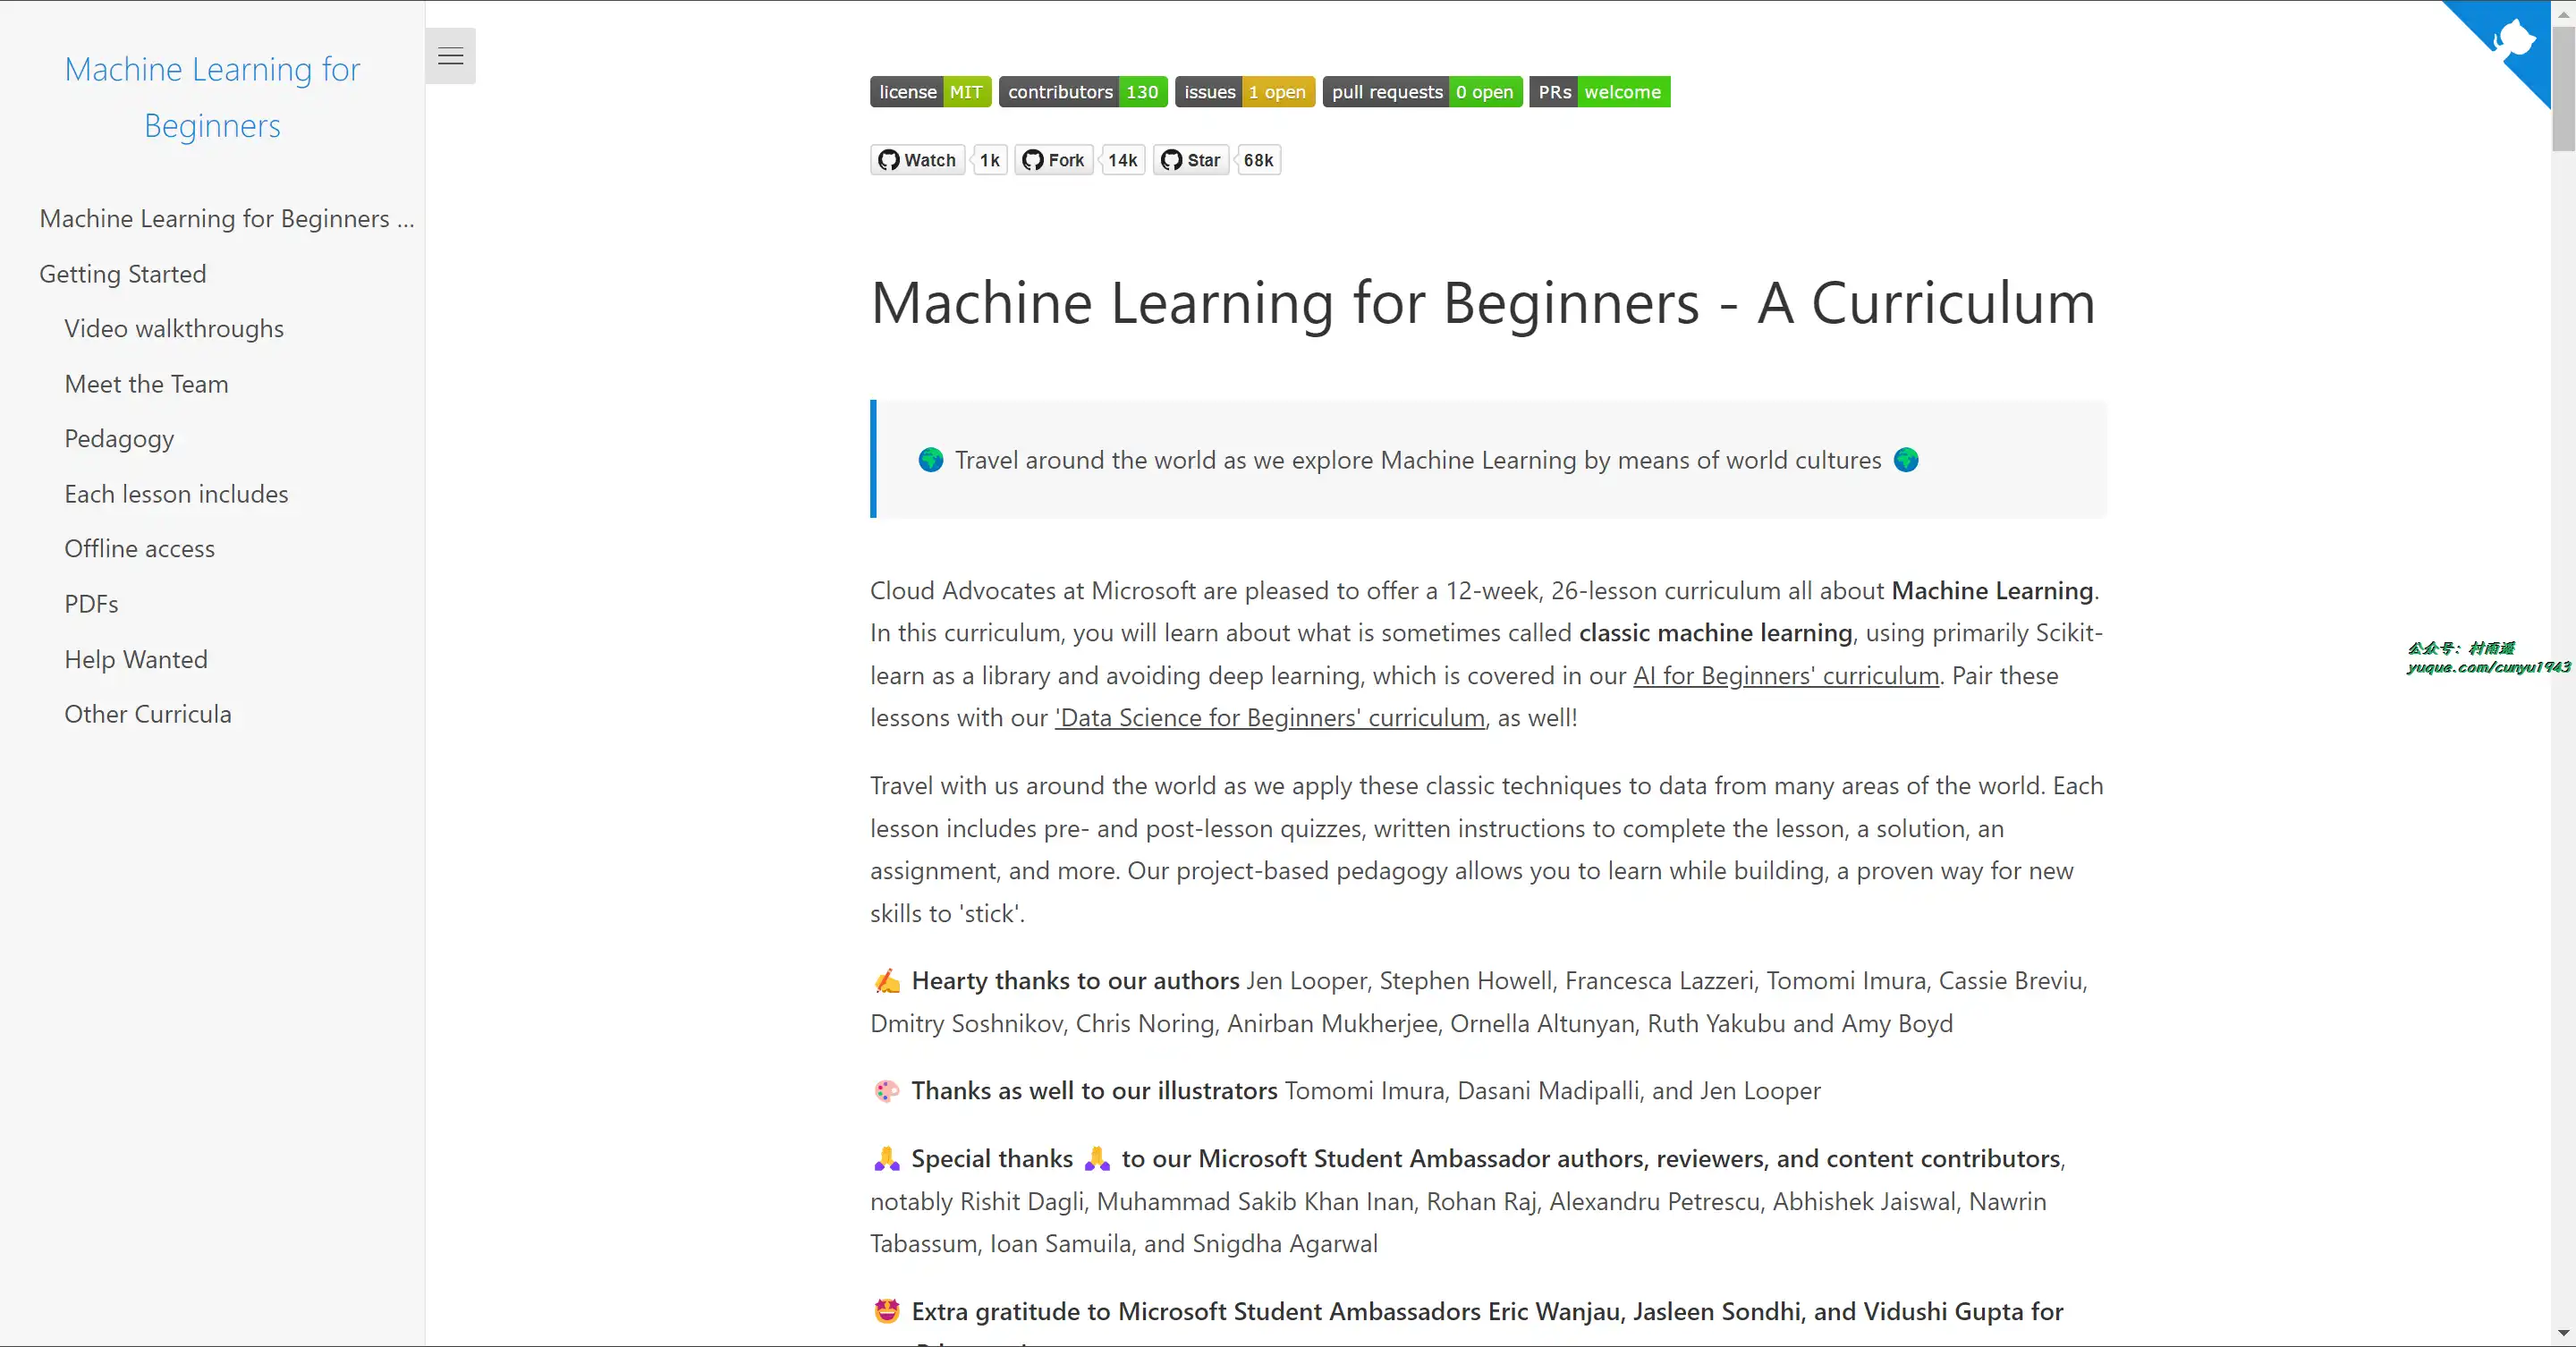 Machine Learning for
Beginners
Machine Learning for Beginners ...
Getting Started
Video walkthroughs
Meet the Team
Pedagogy
Each lesson includes
Offline access
PDFs
Help Wanted
Other Curricula
license MIT contributors 130 issues 1 open pull requests 0 open PRs welcome
Watch 1k Fork 14k Star 68k
Machine Learning for Beginners - A Curriculum
🌍 Travel around the world as we explore Machine Learning by means of world cultures 🌍
Cloud Advocates at Microsoft are pleased to offer a 12-week, 26-lesson curriculum all about Machine Learning.
In this curriculum, you will learn about what is sometimes called classic machine learning, using primarily Scikit-
learn as a library and avoiding deep learning, which is covered in our AI for Beginners' curriculum. Pair these
lessons with our 'Data Science for Beginners' curriculum, as well!
Travel with us around the world as we apply these classic techniques to data from many areas of the world. Each
lesson includes pre- and post-lesson quizzes, written instructions to complete the lesson, a solution, an
assignment, and more. Our project-based pedagogy allows you to learn while building, a proven way for new
skills to 'stick'.
✍️ Hearty thanks to our authors Jen Looper, Stephen Howell, Francesca Lazzeri, Tomomi Imura, Cassie Breviu,
Dmitry Soshnikov, Chris Noring, Anirban Mukherjee, Ornella Altunyan, Ruth Yakubu and Amy Boyd
🎨 Thanks as well to our illustrators Tomomi Imura, Dasani Madipalli, and Jen Looper
🙏 Special thanks 🙏 to our Microsoft Student Ambassador authors, reviewers, and content contributors,
notably Rishit Dagli, Muhammad Sakib Khan Inan, Rohan Raj, Alexandru Petrescu, Abhishek Jaiswal, Nawrin
Tabassum, Ioan Samuila, and Snigdha Agarwal
🤩 Extra gratitude to Microsoft Student Ambassadors Eric Wanjau, Jasleen Sondhi, and Vidushi Gupta for
公众号：村雨遥
yuque.com/cunyu1943